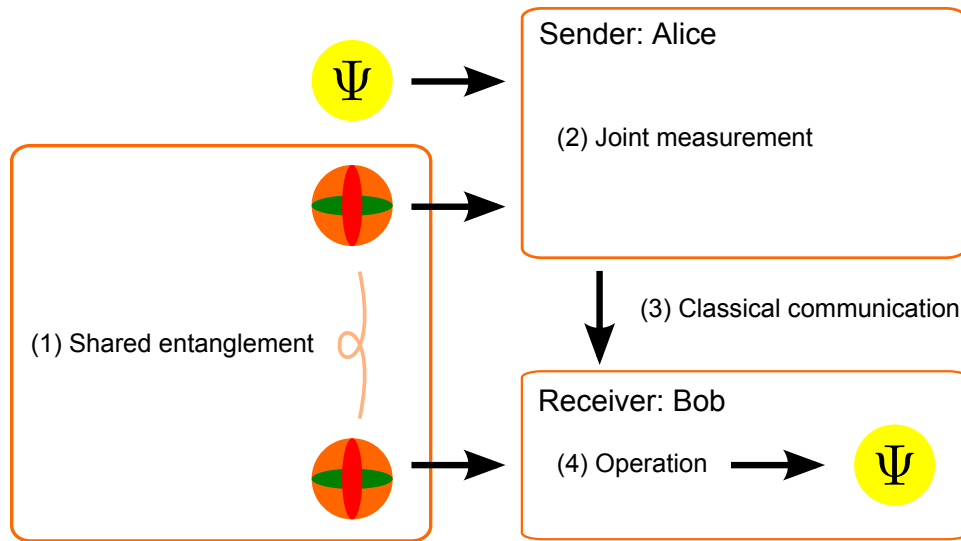 Ψ
Sender: Alice
(2) Joint measurement
(1) Shared entanglement
(3) Classical communication
Receiver: Bob
(4) Operation
Ψ